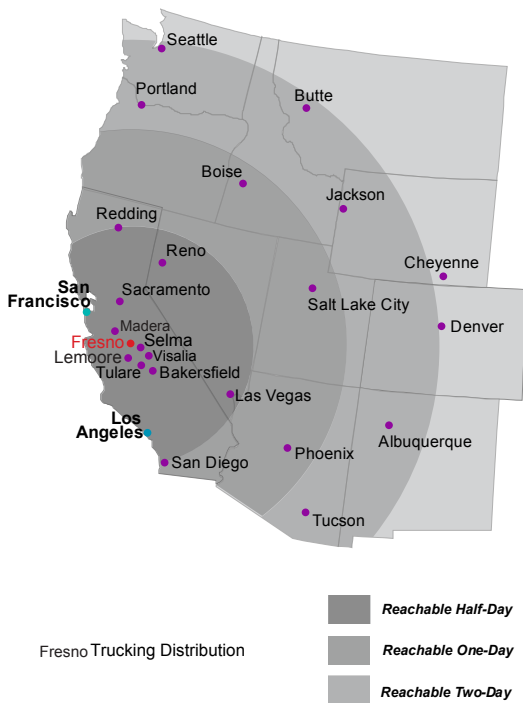 Seattle
Portland
Butte
Boise
Jackson
Redding
Reno
Cheyenne
San
Francisco
Sacramento
Salt Lake City
Madera
Denver
Fresno
Selma
Lemoore
Visalia
Tulare
Bakersfield
Las Vegas
Los
Angeles
Albuquerque
Phoenix
San Diego
Tucson
Reachable Half-Day
Fresno Trucking Distribution
Reachable One-Day
Reachable Two-Day